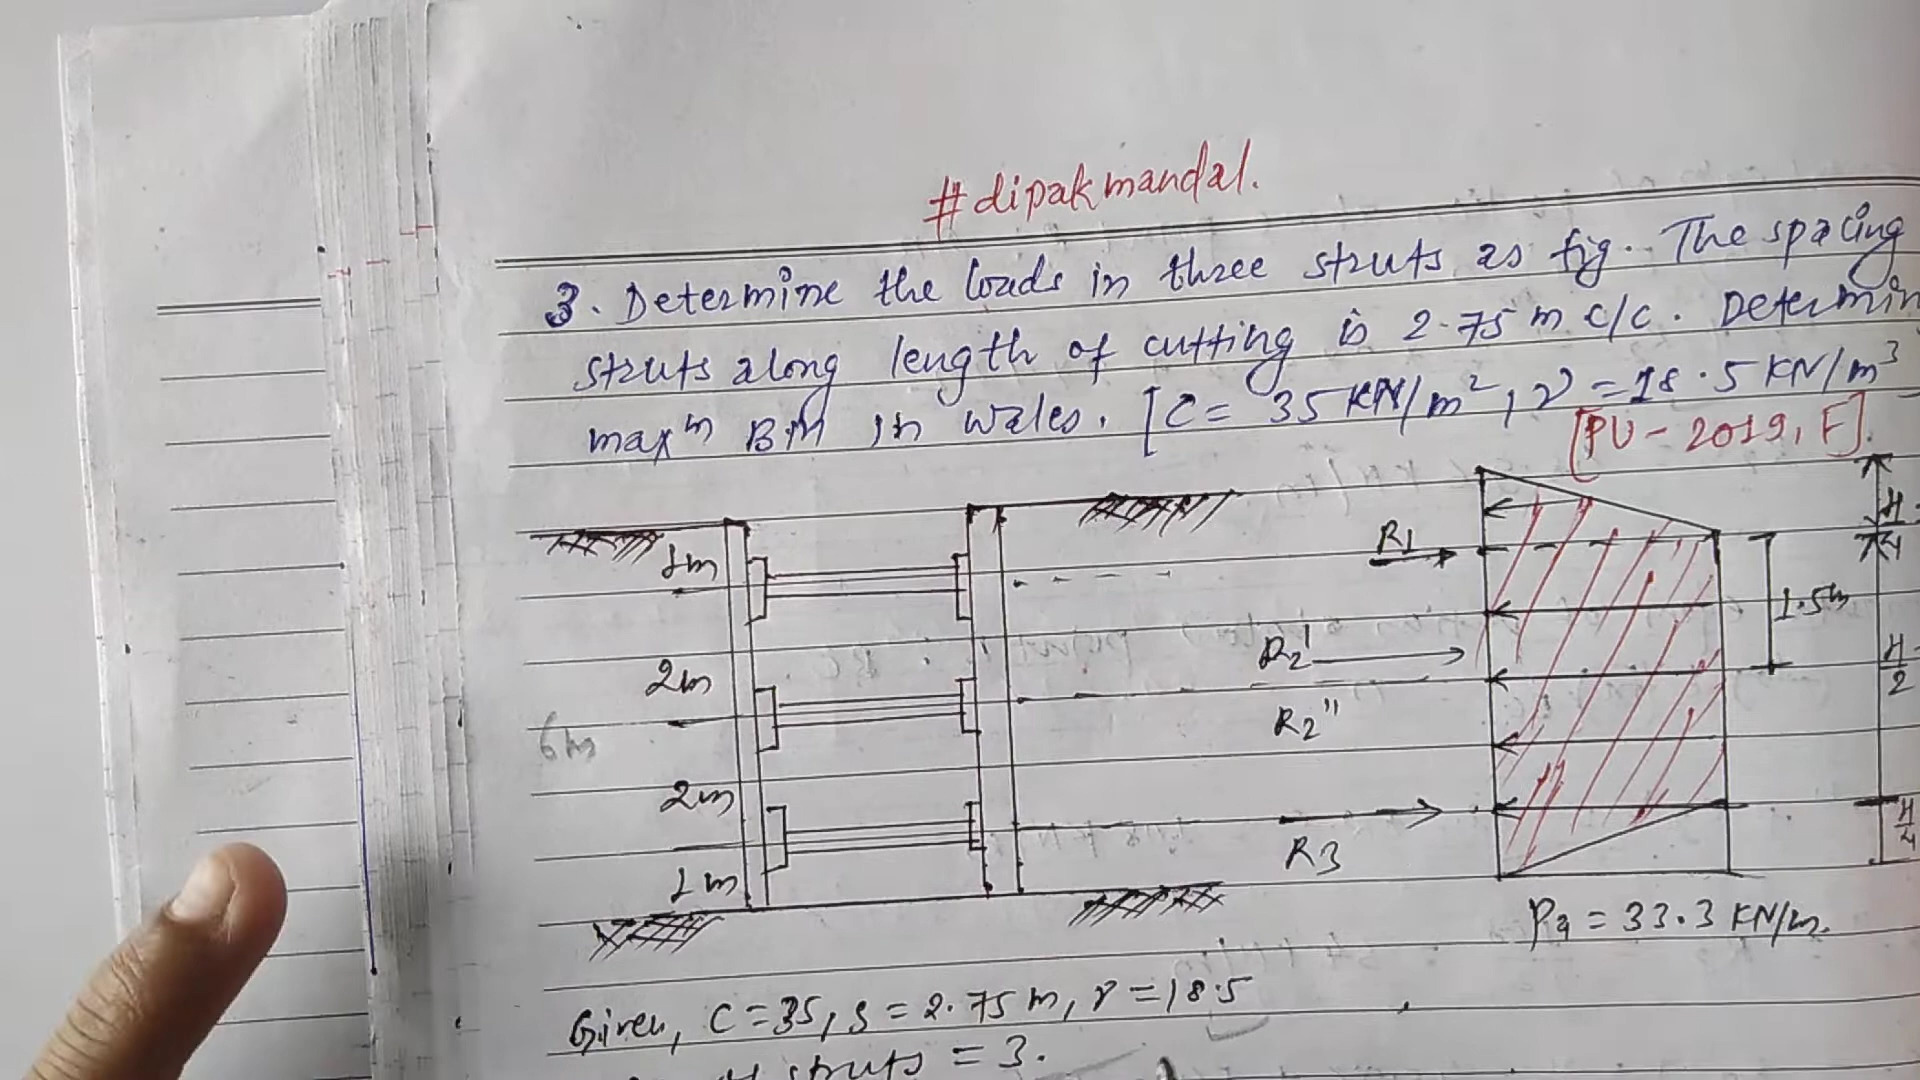 #dipakmandal.
3. Determine the loads in three struts as fig. The spacing
struts along length of cutting is 2.75 m c/c. Determin
maxᵐ BM in Wales. [C = 35 KN/m², γ = 18.5 KN/m³
[PU - 2019, F].
1m
2m
6m
2m
1m
R1
R2'
R2"
R3
H/4
1.5m
H/2
H/4
Pa = 33.3 KN/m.
Given, C = 35, S = 2.75 m, γ = 18.5
struts = 3.